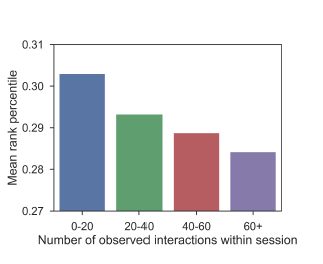 0.31
0.30
0.29
0.28
0.27
Mean rank percentile
0-20 20-40 40-60 60+
Number of observed interactions within session